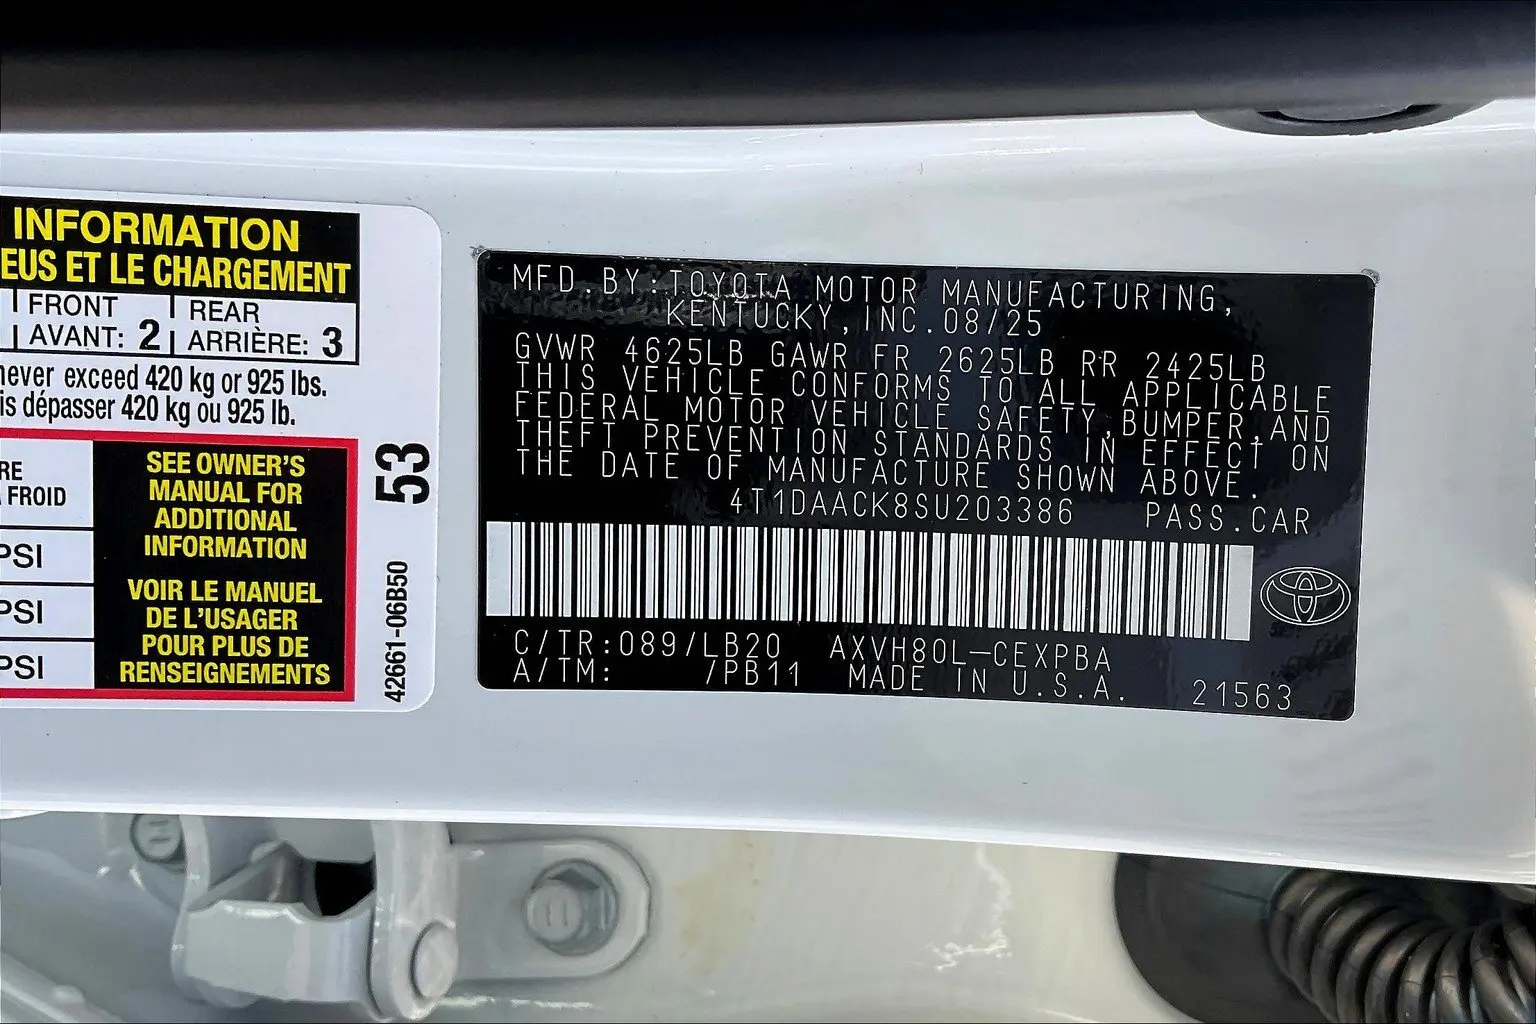 INFORMATION
EUS ET LE CHARGEMENT
FRONT
AVANT: 2
REAR
ARRIÈRE: 3
never exceed 420 kg or 925 lbs.
is dépasser 420 kg ou 925 lb.
RE
FROID
PSI
PSI
PSI
SEE OWNER'S
MANUAL FOR
ADDITIONAL
INFORMATION
VOIR LE MANUEL
DE L'USAGER
POUR PLUS DE
RENSEIGNEMENTS
53
42661-06B50
MFD.BY:TOYOTA MOTOR MANUFACTURING,
KENTUCKY,INC.08/25
GVWR 4625LB GAWR FR 2625LB RR 2425LB
THIS VEHICLE CONFORMS TO ALL APPLICABLE
FEDERAL MOTOR VEHICLE SAFETY,BUMPER,AND
THEFT PREVENTION STANDARDS IN EFFECT ON
THE DATE OF MANUFACTURE SHOWN ABOVE.
4T1DAACK8SU203386 PASS.CAR
C/TR:089/LB20 AXVH80L-CEXPBA
A/TM: /PB11 MADE IN U.S.A. 21563